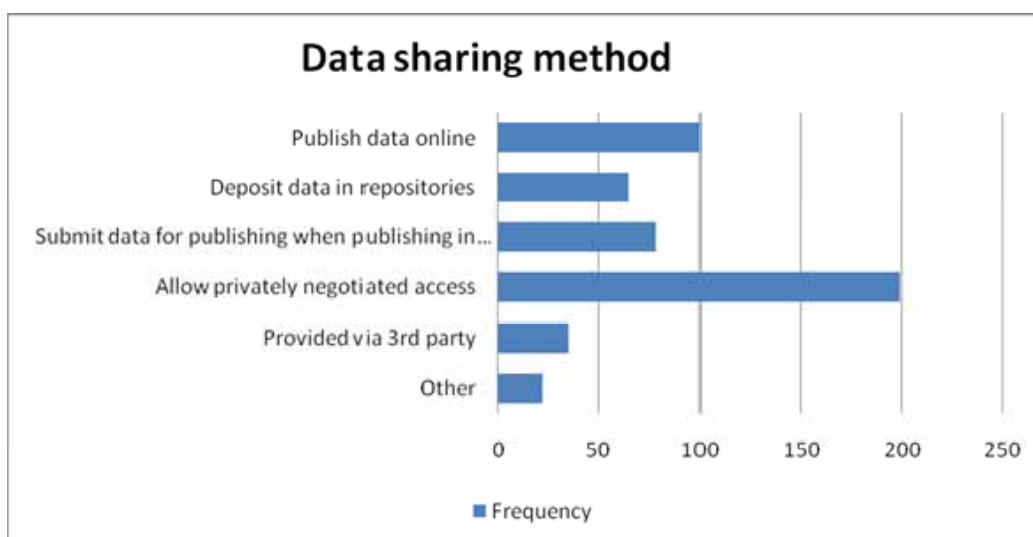 Data sharing method
Publish data online
Deposit data in repositories
Submit data for publishing when publishing in...
Allow privately negotiated access
Provided via 3rd party
Other
0 50 100 150 200 250
Frequency